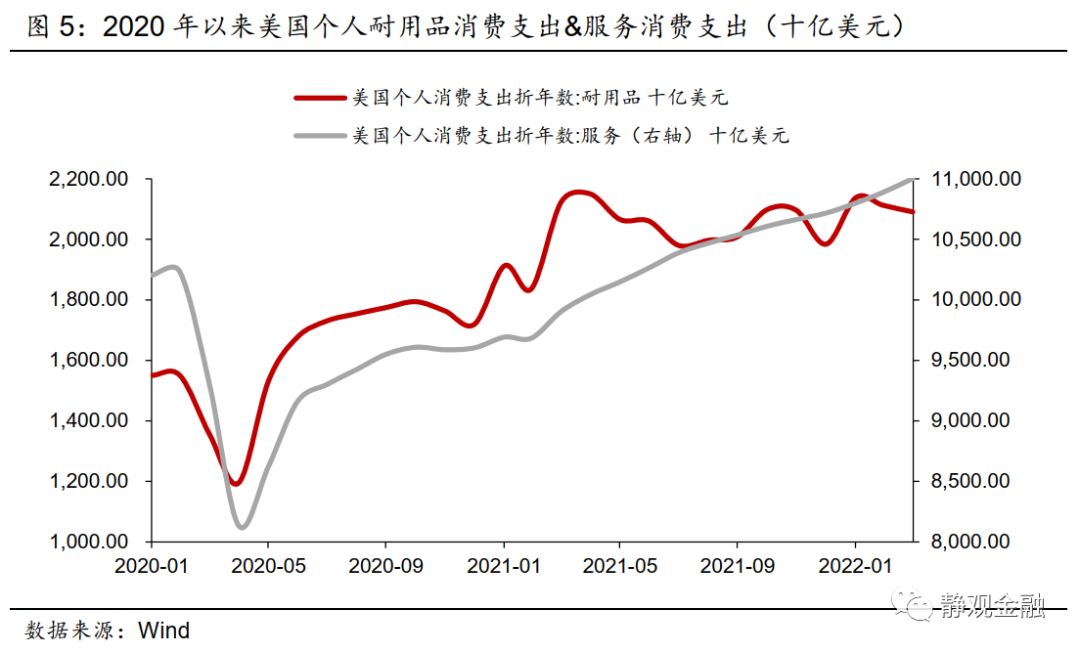 图 5：2020 年以来美国个人耐用品消费支出&服务消费支出（十亿美元）
美国个人消费支出折年数:耐用品 十亿美元
美国个人消费支出折年数:服务（右轴） 十亿美元
2,200.00 11,000.00
2,000.00 10,500.00
1,800.00 10,000.00
1,600.00 9,500.00
1,400.00 9,000.00
1,200.00 8,500.00
1,000.00 8,000.00
2020-01 2020-05 2020-09 2021-01 2021-05 2021-09 2022-01
静观金融
数据来源：Wind